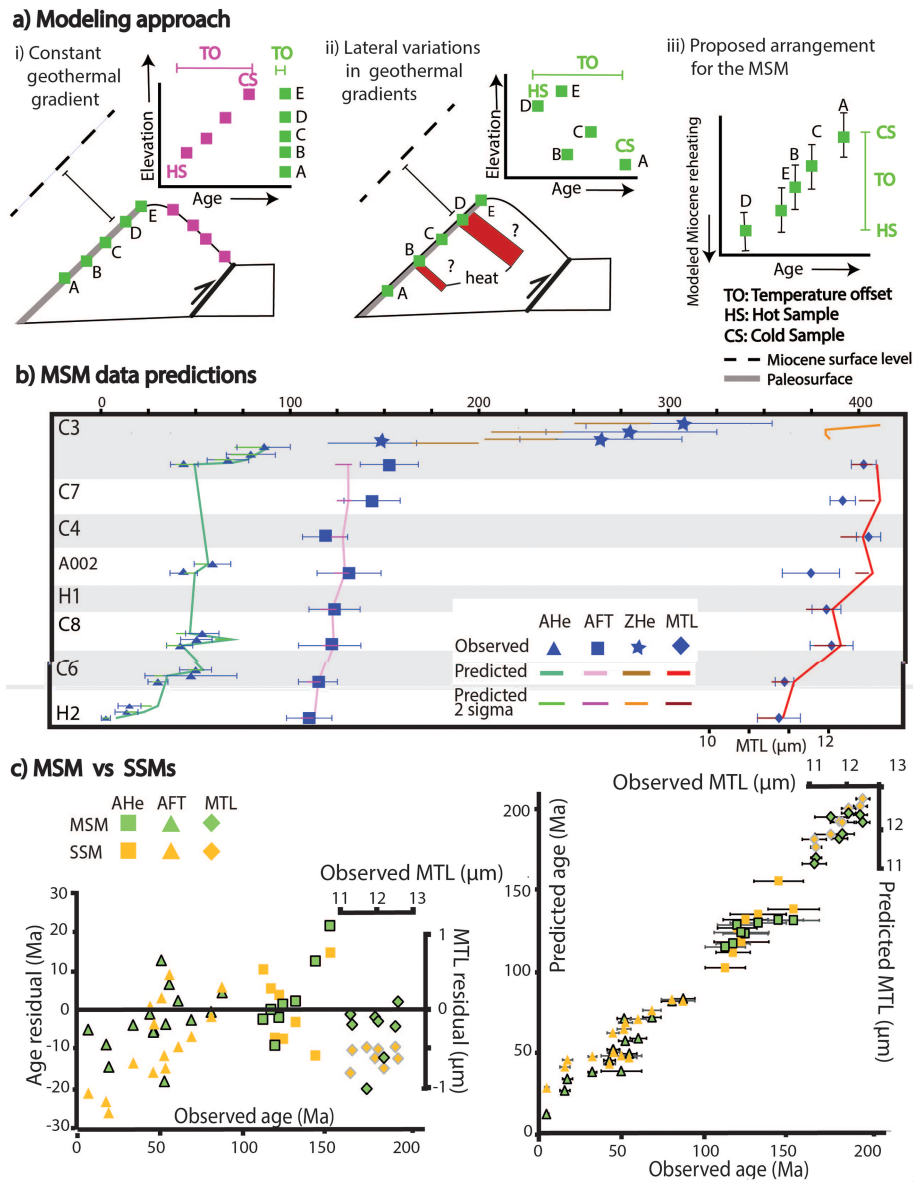 a) Modeling approach
i) Constant
geothermal
gradient
TO
TO
CS
HS
Elevation
Age
E
D
C
B
A
A
B
C
D
E
ii) Lateral variations
in geothermal
gradients
TO
HS
E
D
C
B
CS
A
Elevation
Age
A
B
C
D
E
?
?
heat
iii) Proposed arrangement
for the MSM
Modeled Miocene reheating
D
E
B
C
A
CS
TO
HS
Age
TO: Temperature offset
HS: Hot Sample
CS: Cold Sample
Miocene surface level
Paleosurface
b) MSM data predictions
0 100 200 300 400
C3
C7
C4
A002
H1
C8
C6
H2
AHe AFT ZHe MTL
Observed
Predicted
Predicted
2 sigma
10 MTL (µm) 12
c) MSM vs SSMs
AHe AFT MTL
MSM
SSM
Observed MTL (µm)
11 12 13
30
20
10
0
-10
-20
-30
Age residual (Ma)
1
0
-1
MTL residual (µm)
Observed age (Ma)
0 50 100 150 200
11 12 13
Observed MTL (µm)
200
150
100
50
0
Predicted age (Ma)
12
11
Predicted MTL (µm)
0 50 100 150 200
Observed age (Ma)